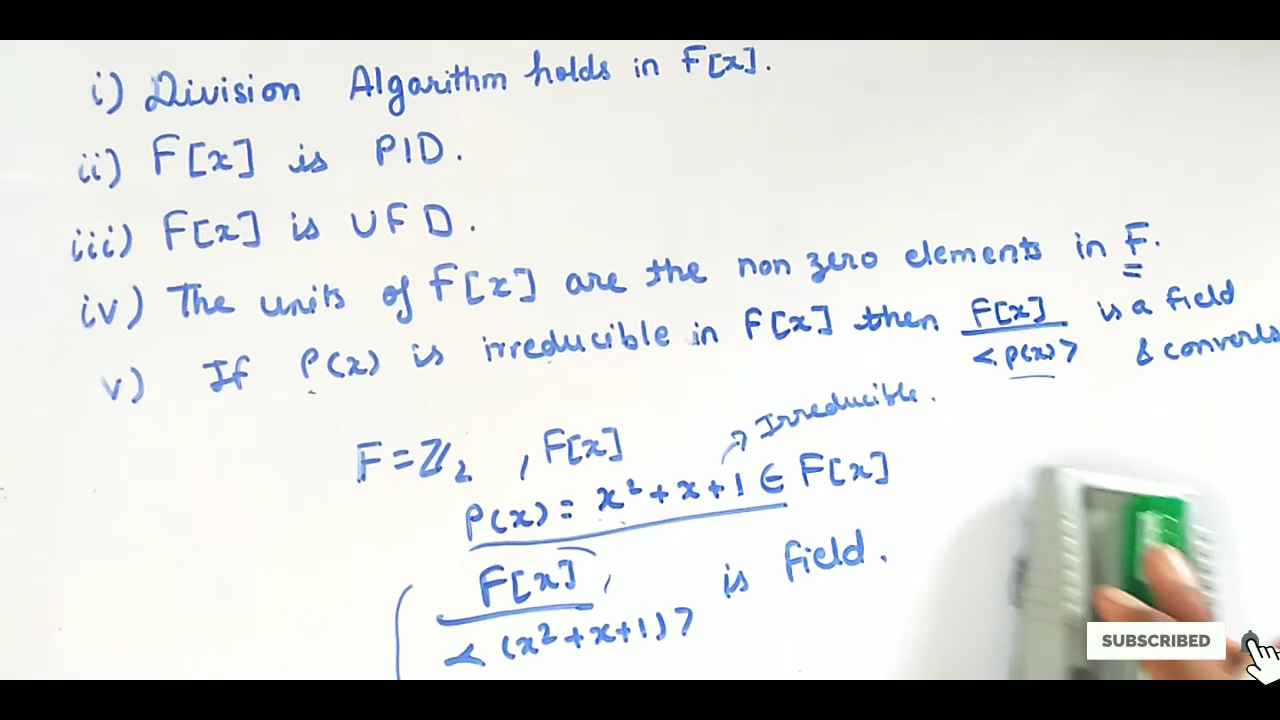 i) Division Algorithm holds in F[x].
ii) F[x] is PID.
iii) F[x] is UFD.
iv) The units of F[x] are the non zero elements in F.
v) If P(x) is irreducible in F[x] then F[x] / <P(x)> is a field & conversly
F = ℤ₂ , F[x]
→ Irreducible.
P(x) = x² + x + 1 ∈ F[x]
F[x] / <(x²+x+1)> is field.
SUBSCRIBED